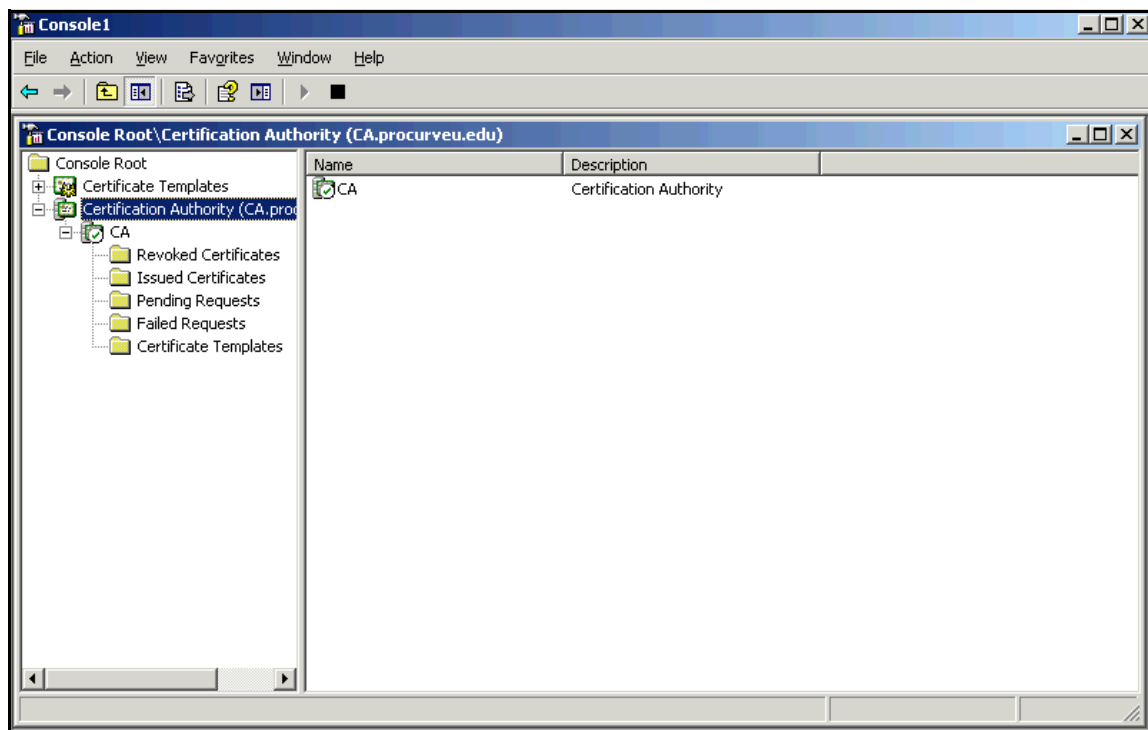 Console1
File Action View Favorites Window Help
Console Root\Certification Authority (CA.procurveu.edu)
Console Root
Certificate Templates
Certification Authority (CA.proc
CA
Revoked Certificates
Issued Certificates
Pending Requests
Failed Requests
Certificate Templates
Name Description
CA Certification Authority